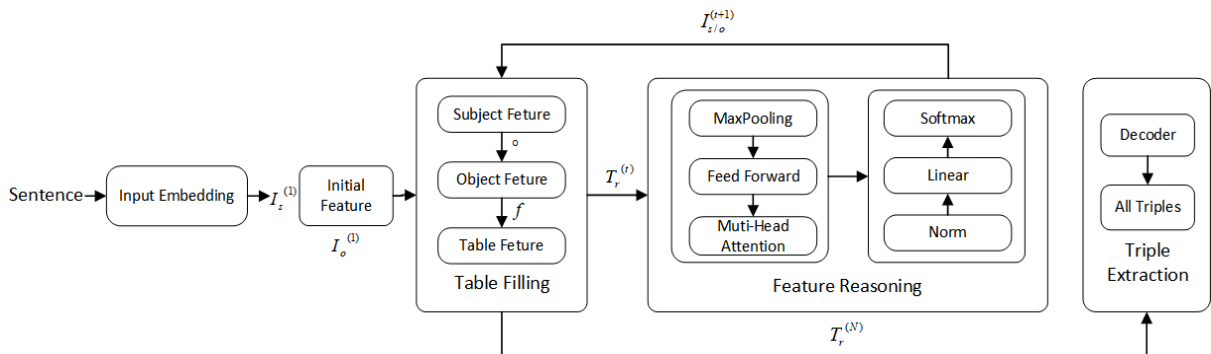 I_{s/o}^{(t+1)}
Sentence
Input Embedding
I_s^{(1)}
Initial
Feature
I_o^{(1)}
Subject Feture
∘
Object Feture
f
Table Feture
Table Filling
T_r^{(t)}
MaxPooling
Feed Forward
Muti-Head
Attention
Softmax
Linear
Norm
Feature Reasoning
T_r^{(N)}
Decoder
All Triples
Triple
Extraction